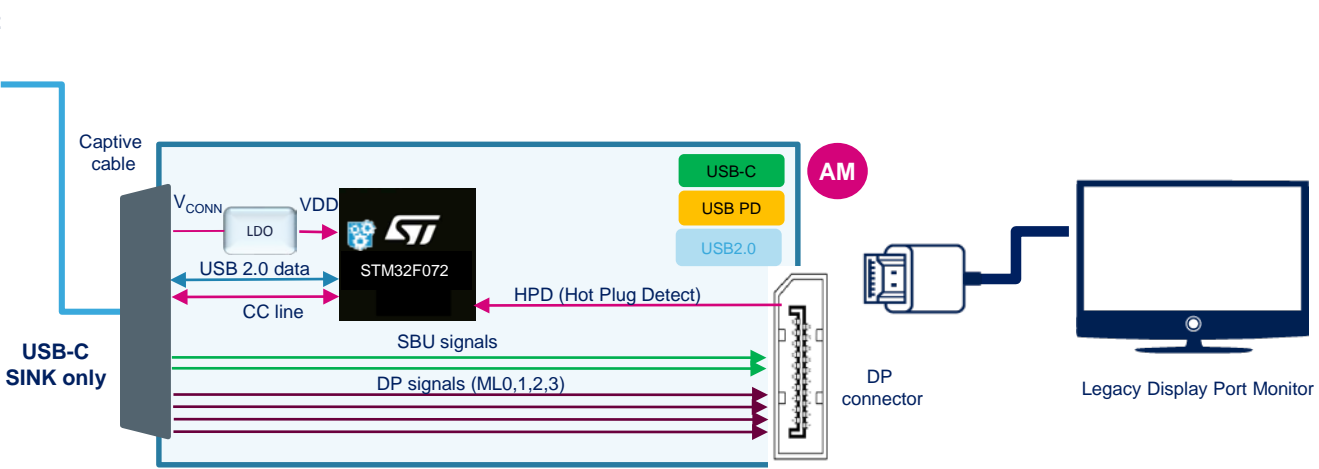 Captive
cable
AM
USB-C
USB PD
USB2.0
VCONN
VDD
LDO
ST
STM32F072
USB 2.0 data
CC line
HPD (Hot Plug Detect)
SBU signals
DP signals (ML0,1,2,3)
USB-C
SINK only
DP
connector
Legacy Display Port Monitor